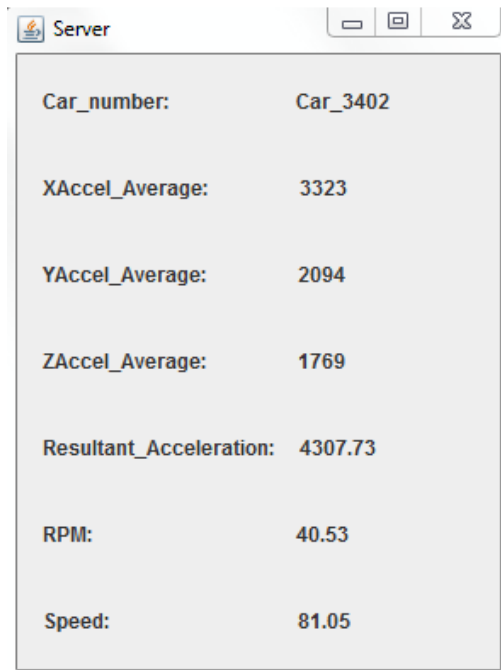 Server
Car_number: Car_3402
XAccel_Average: 3323
YAccel_Average: 2094
ZAccel_Average: 1769
Resultant_Acceleration: 4307.73
RPM: 40.53
Speed: 81.05